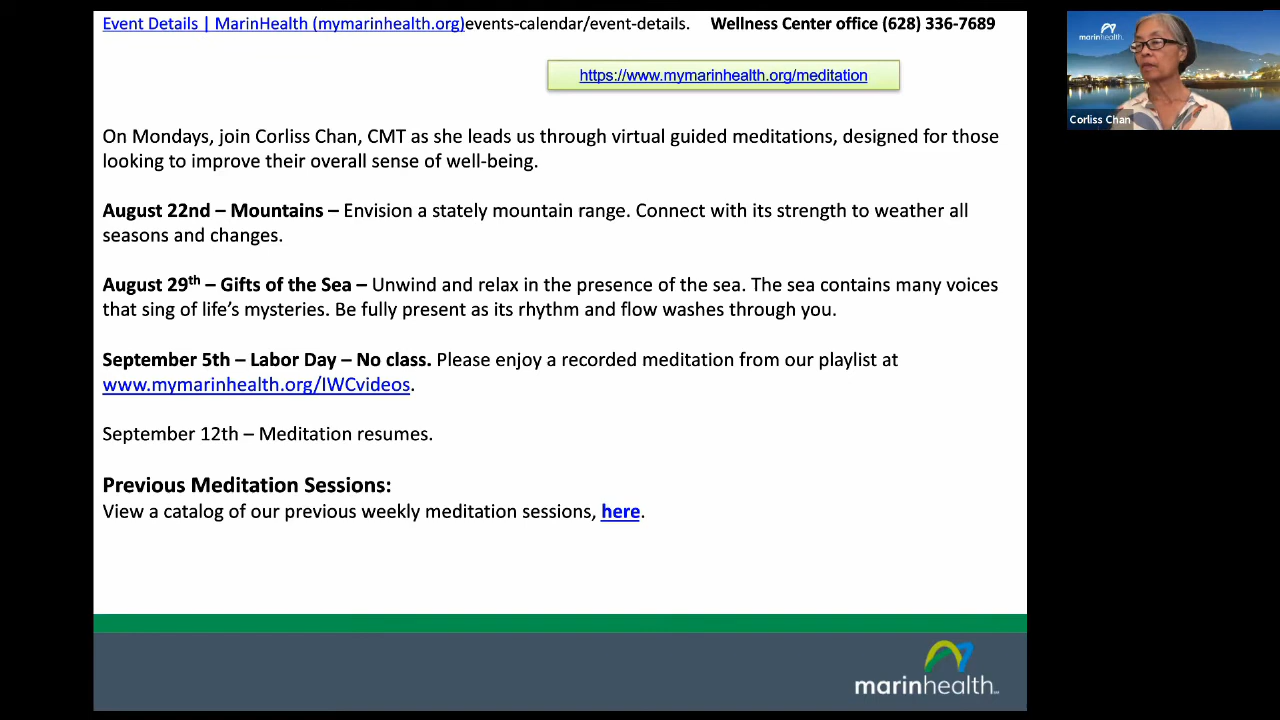 Event Details | MarinHealth (mymarinhealth.org)events-calendar/event-details. Wellness Center office (628) 336-7689
https://www.mymarinhealth.org/meditation
marinhealth.
Corliss Chan
On Mondays, join Corliss Chan, CMT as she leads us through virtual guided meditations, designed for those
looking to improve their overall sense of well-being.
August 22nd – Mountains – Envision a stately mountain range. Connect with its strength to weather all
seasons and changes.
August 29th – Gifts of the Sea – Unwind and relax in the presence of the sea. The sea contains many voices
that sing of life's mysteries. Be fully present as its rhythm and flow washes through you.
September 5th – Labor Day – No class. Please enjoy a recorded meditation from our playlist at
www.mymarinhealth.org/IWCvideos.
September 12th – Meditation resumes.
Previous Meditation Sessions:
View a catalog of our previous weekly meditation sessions, here.
marinhealth